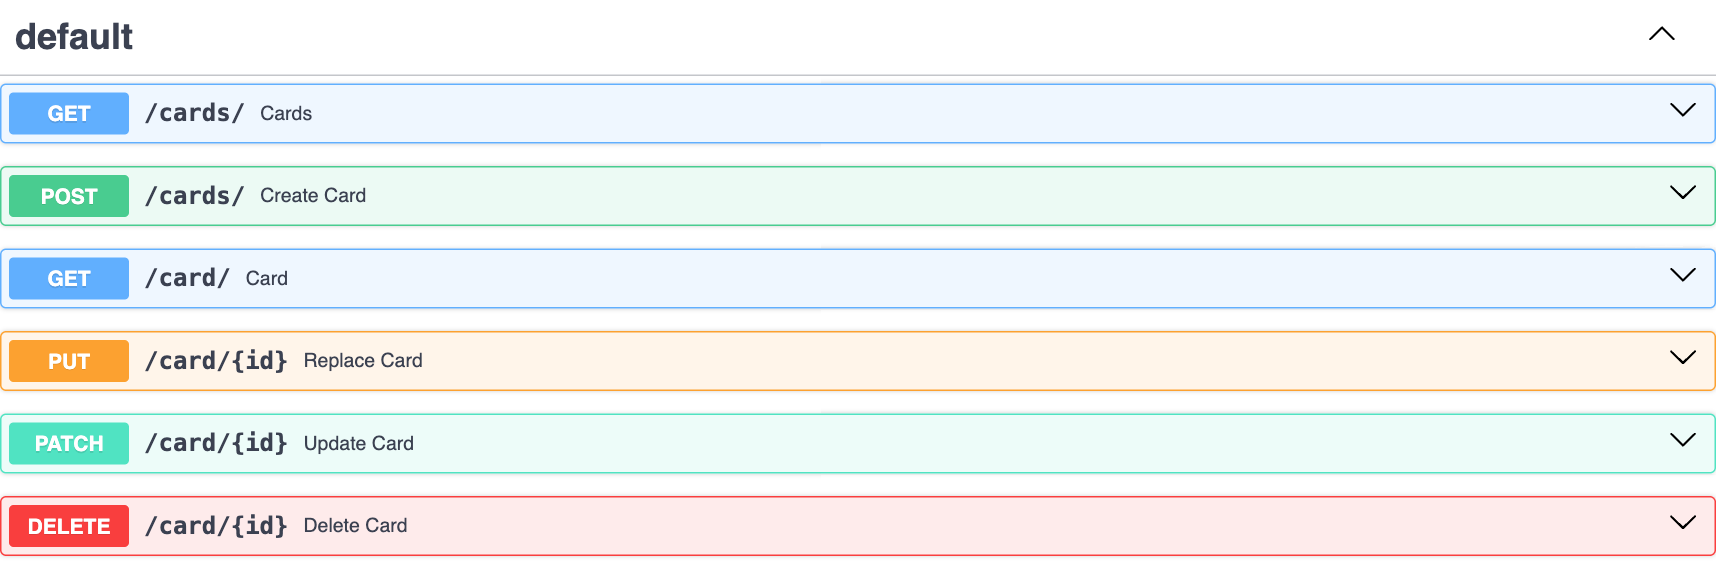 default
GET /cards/ Cards
POST /cards/ Create Card
GET /card/ Card
PUT /card/{id} Replace Card
PATCH /card/{id} Update Card
DELETE /card/{id} Delete Card